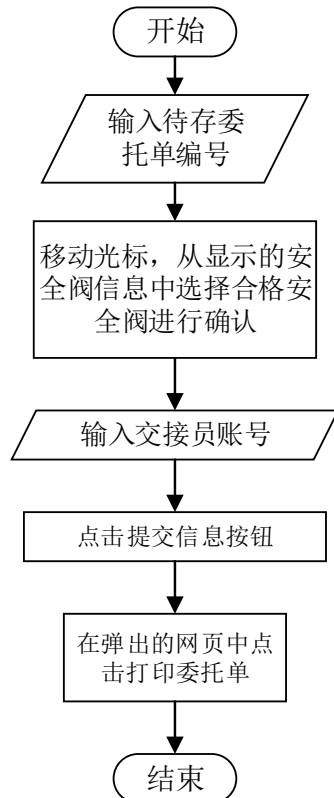 开始
输入待存委
托单编号
移动光标，从显示的安
全阀信息中选择合格安
全阀进行确认
输入交接员账号
点击提交信息按钮
在弹出的网页中点
击打印委托单
结束